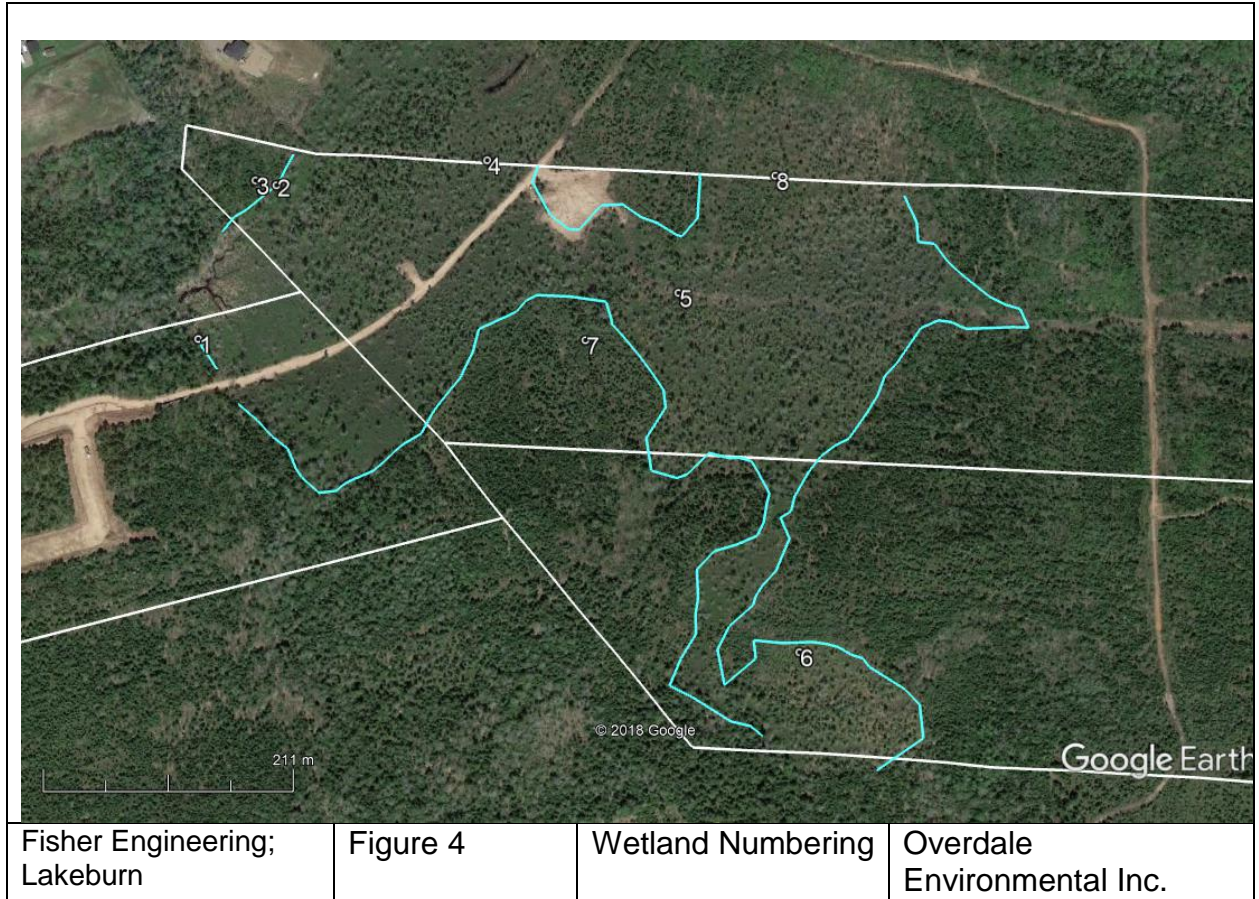 4
8
3 2
5
1
7
6
© 2018 Google
211 m
Google Earth
Fisher Engineering;
Lakeburn
Figure 4
Wetland Numbering
Overdale
Environmental Inc.